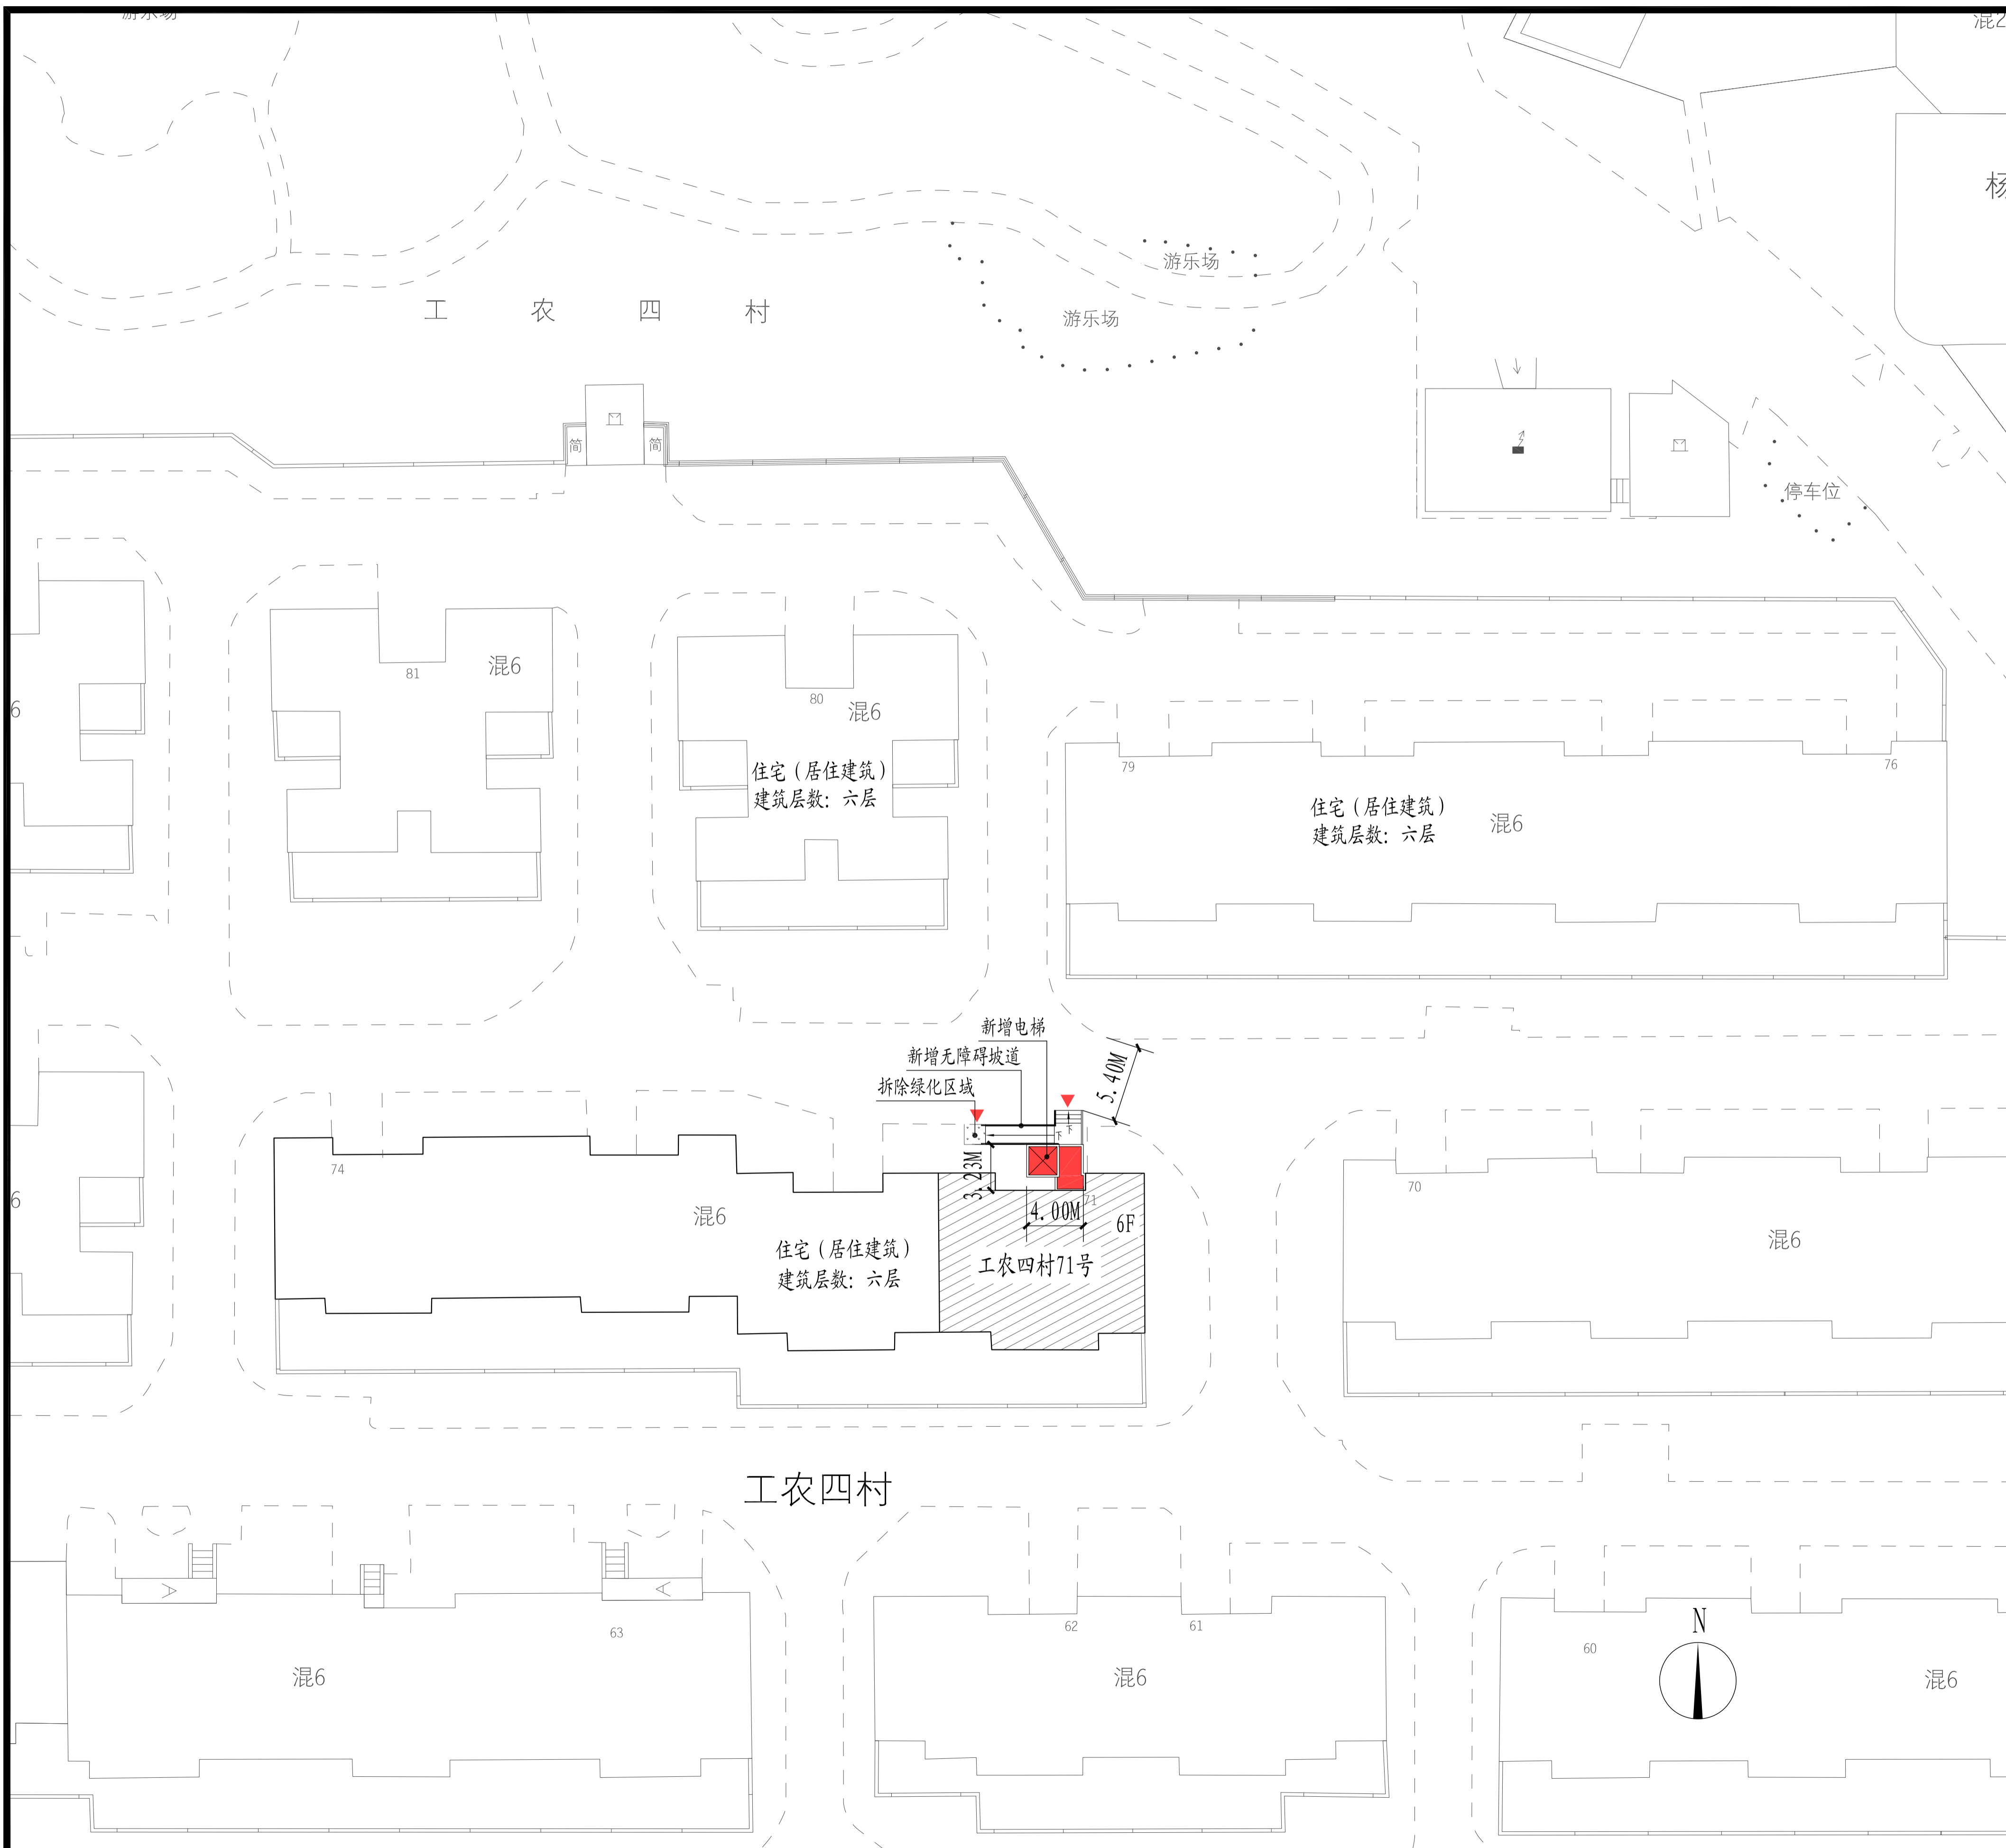 游乐场
混2
杨
游乐场
工 农 四 村
游乐场
简
简
停车位
81
混6
80
混6
6
79
76
住宅（居住建筑）
建筑层数：六层
住宅（居住建筑）
建筑层数：六层
混6
新增电梯
新增无障碍坡道
拆除绿化区域
5.40M
下
下
3.23M
74
71
4.00M
6F
70
6
混6
混6
住宅（居住建筑）
建筑层数：六层
工农四村71号
工农四村
63
62
61
60
N
混6
混6
混6